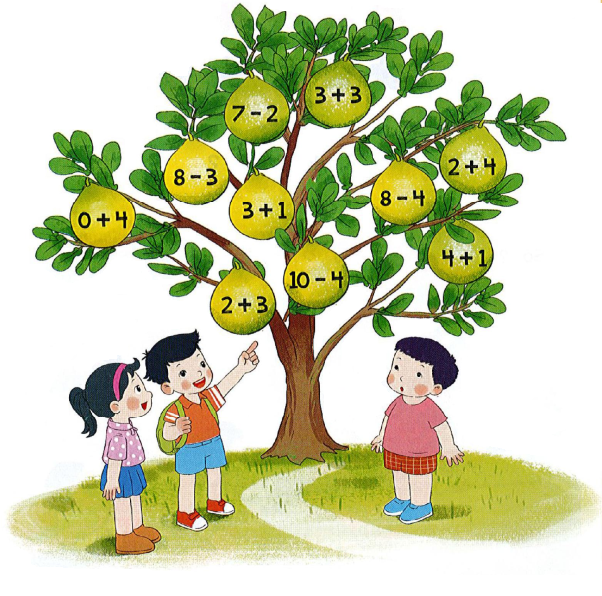 7 – 2
3 + 3
8 – 3
2 + 4
0 + 4
3 + 1
8 – 4
4 + 1
2 + 3
10 – 4